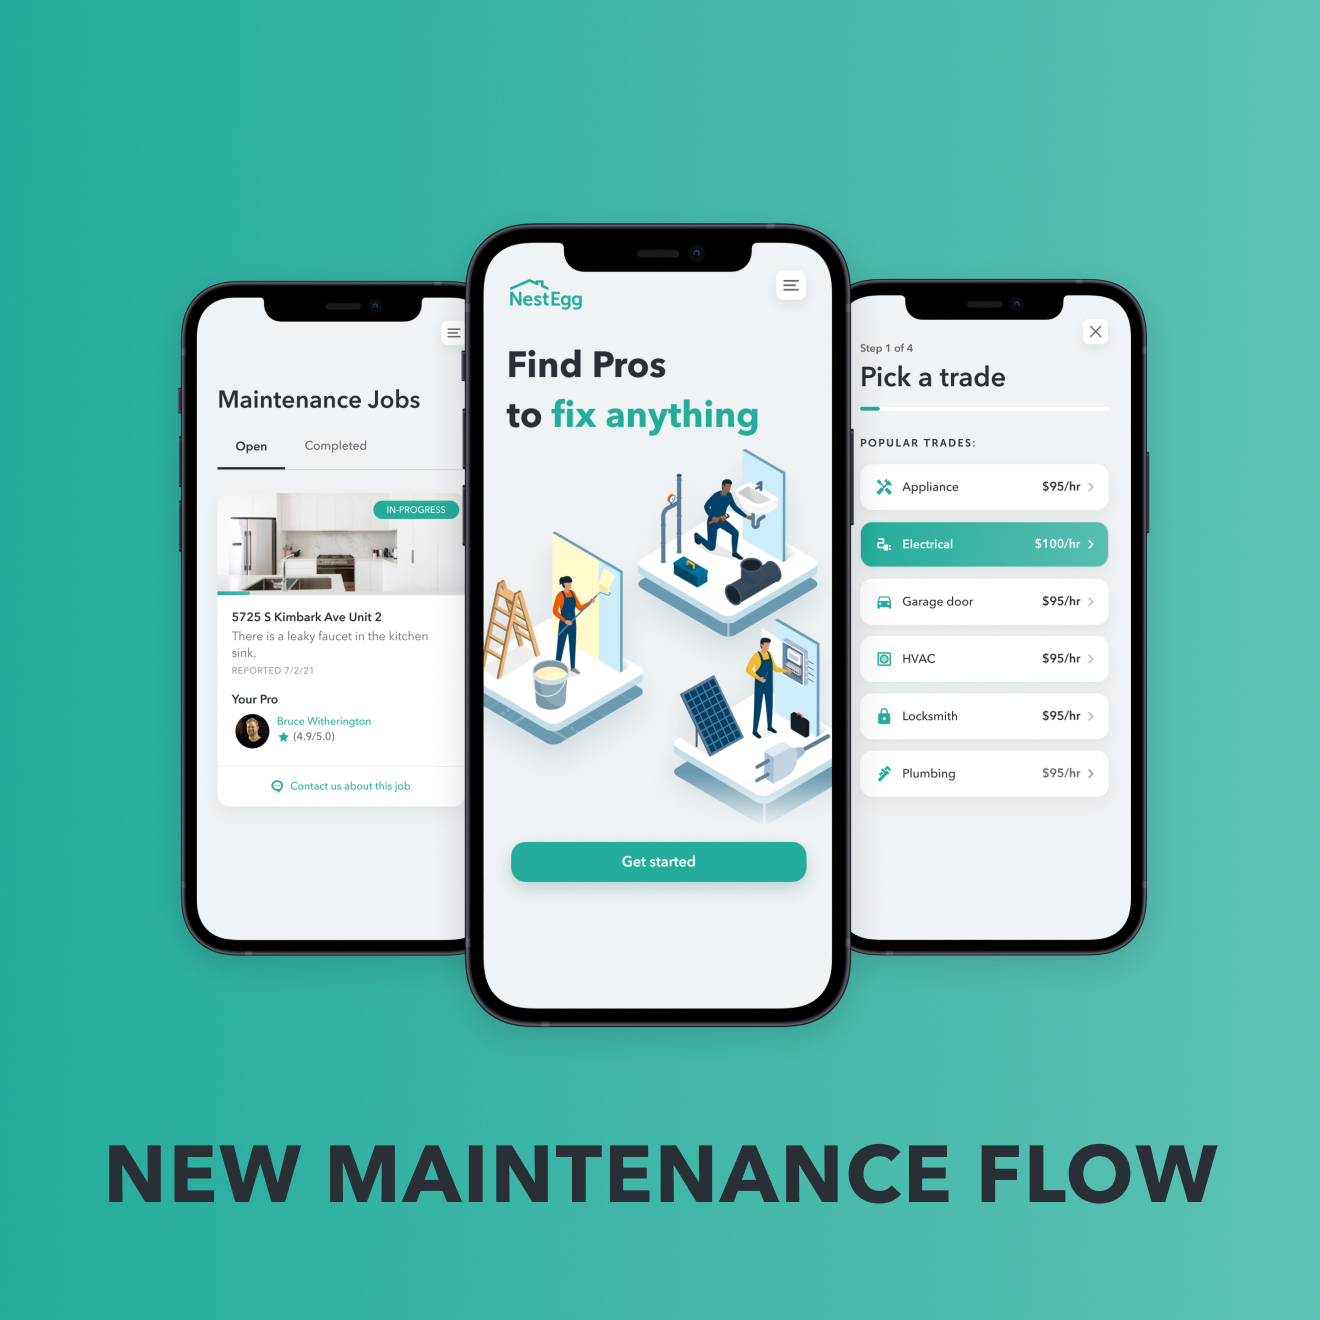 Maintenance Jobs
Open
Completed
IN-PROGRESS
5725 S Kimbark Ave Unit 2
There is a leaky faucet in the kitchen
sink.
REPORTED 7/2/21
Your Pro
Bruce Witherington
(4.9/5.0)
Contact us about this job
NestEgg
Find Pros
to fix anything
Get started
Step 1 of 4
Pick a trade
POPULAR TRADES:
Appliance $95/hr
Electrical $100/hr
Garage door $95/hr
HVAC $95/hr
Locksmith $95/hr
Plumbing $95/hr
NEW MAINTENANCE FLOW